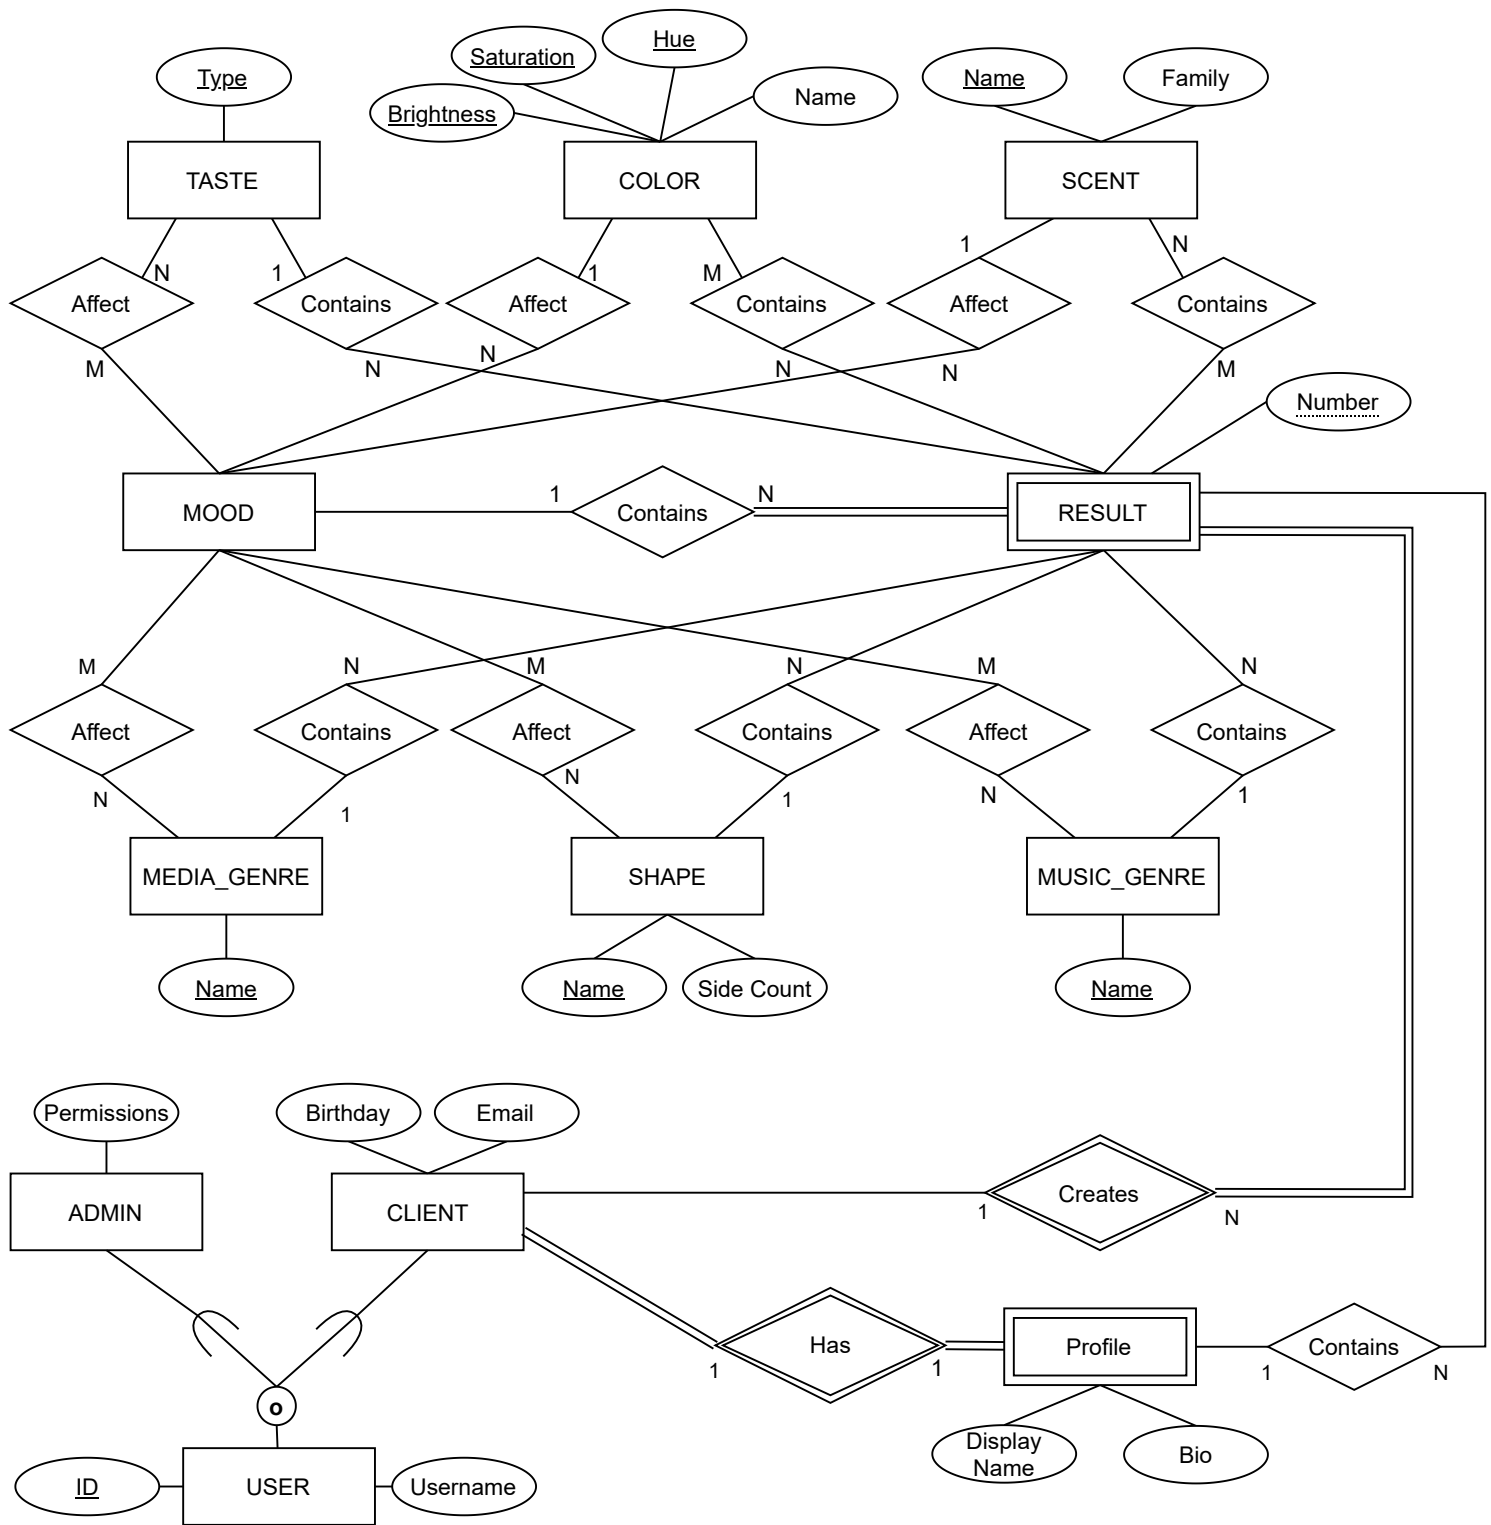 Hue
Saturation
Type
Name
Family
Brightness
Name
TASTE
COLOR
SCENT
1
N
N
1
1
M
Affect
Contains
Affect
Contains
Affect
Contains
M
N
N
N
N
M
Number
1
N
MOOD
Contains
RESULT
M
N
M
N
M
N
Affect
Contains
Affect
Contains
Affect
Contains
N
1
N
1
N
1
MEDIA_GENRE
SHAPE
MUSIC_GENRE
Name
Name
Side Count
Name
Permissions
Birthday
Email
ADMIN
CLIENT
Creates
1
N
Has
Profile
Contains
1
1
1
N
o
Display
Name
Bio
ID
USER
Username